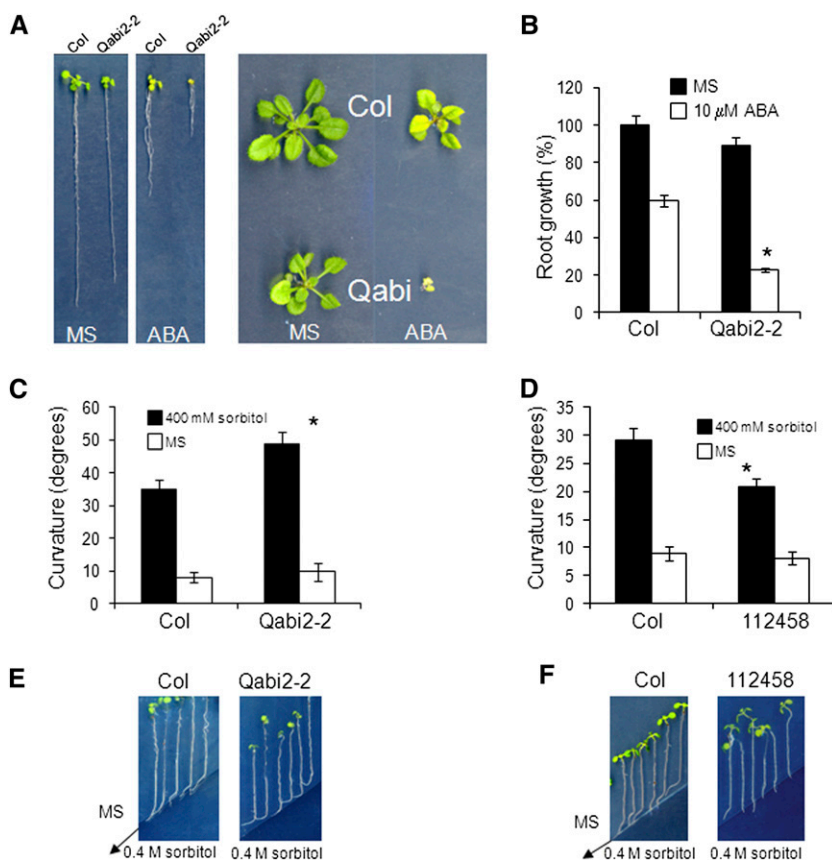 A
Col
Qabi2-2
Col
Qabi2-2
MS
ABA
Col
Qabi
MS
ABA
B
MS
10 µM ABA
Root growth (%)
120
100
80
60
40
20
0
*
Col
Qabi2-2
C
400 mM sorbitol
MS
Curvature (degrees)
60
50
40
30
20
10
0
*
Col
Qabi2-2
D
400 mM sorbitol
MS
Curvature (degrees)
35
30
25
20
15
10
5
0
*
Col
112458
E
Col
Qabi2-2
MS
0.4 M sorbitol
0.4 M sorbitol
F
Col
112458
MS
0.4 M sorbitol
0.4 M sorbitol